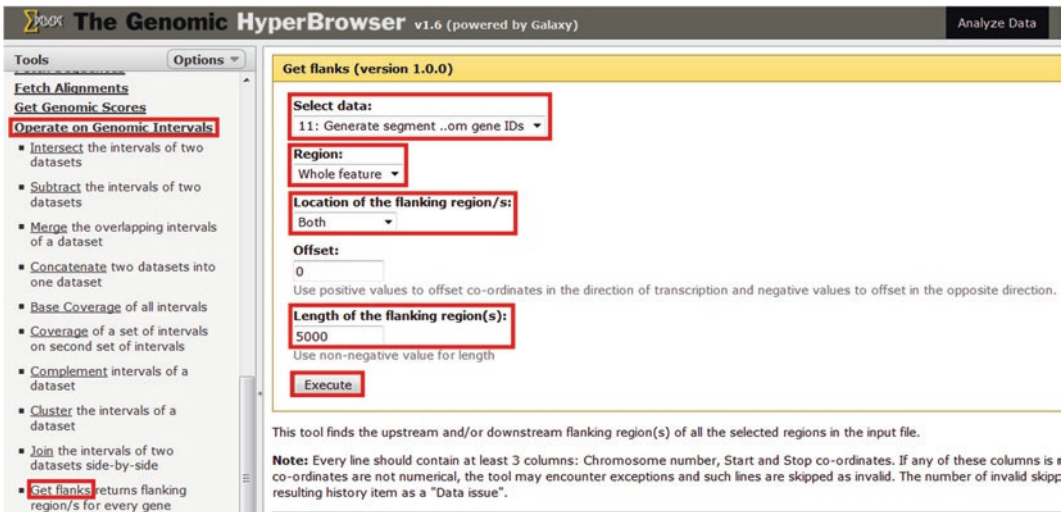 The Genomic HyperBrowser v1.6 (powered by Galaxy)
Analyze Data
Tools
Options
Fetch Alignments
Get Genomic Scores
Operate on Genomic Intervals
Intersect the intervals of two
datasets
Subtract the intervals of two
datasets
Merge the overlapping intervals
of a dataset
Concatenate two datasets into
one dataset
Base Coverage of all intervals
Coverage of a set of intervals
on second set of intervals
Complement intervals of a
dataset
Cluster the intervals of a
dataset
Join the intervals of two
datasets side-by-side
Get flanks returns flanking
region/s for every gene
Get flanks (version 1.0.0)
Select data:
11: Generate segment ..om gene IDs
Region:
Whole feature
Location of the flanking region/s:
Both
Offset:
0
Use positive values to offset co-ordinates in the direction of transcription and negative values to offset in the opposite direction.
Length of the flanking region(s):
5000
Use non-negative value for length
Execute
This tool finds the upstream and/or downstream flanking region(s) of all the selected regions in the input file.
Note: Every line should contain at least 3 columns: Chromosome number, Start and Stop co-ordinates. If any of these columns is
co-ordinates are not numerical, the tool may encounter exceptions and such lines are skipped as invalid. The number of invalid skipp
resulting history item as a "Data issue".